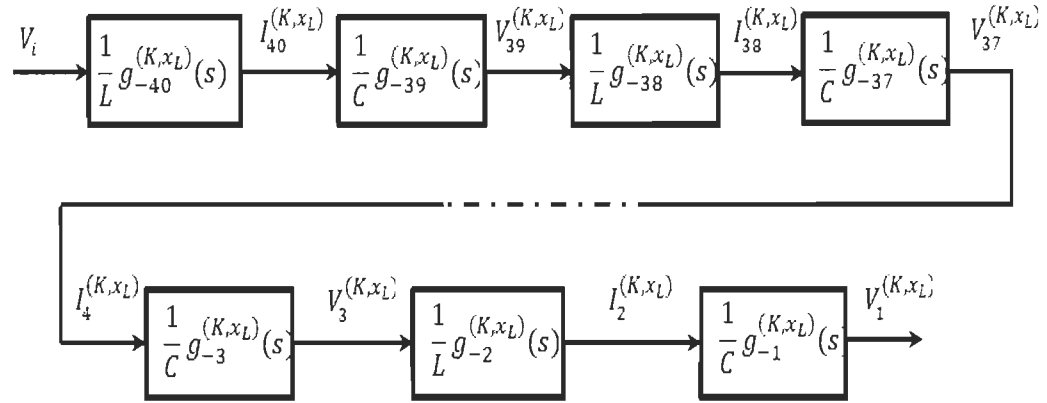 V_i
1/L g_{-40}^{(K,x_L)}(s)
I_{40}^{(K,x_L)}
1/C g_{-39}^{(K,x_L)}(s)
V_{39}^{(K,x_L)}
1/L g_{-38}^{(K,x_L)}(s)
I_{38}^{(K,x_L)}
1/C g_{-37}^{(K,x_L)}(s)
V_{37}^{(K,x_L)}
I_4^{(K,x_L)}
1/C g_{-3}^{(K,x_L)}(s)
V_3^{(K,x_L)}
1/L g_{-2}^{(K,x_L)}(s)
I_2^{(K,x_L)}
1/C g_{-1}^{(K,x_L)}(s)
V_1^{(K,x_L)}